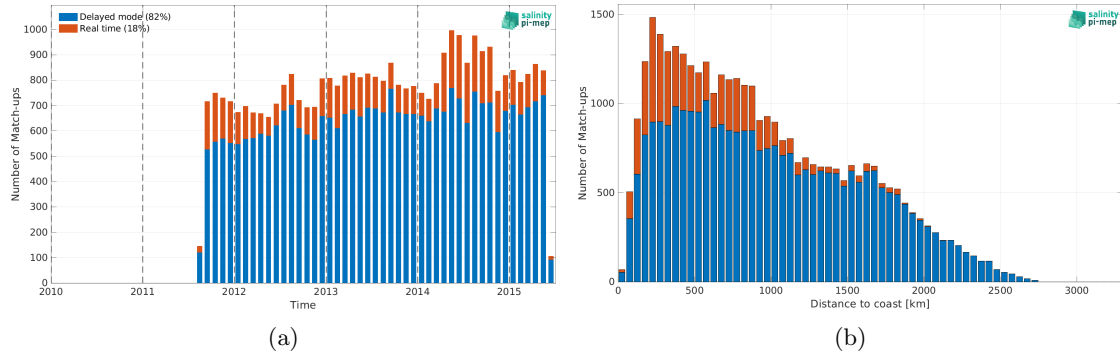 Delayed mode (82%)
Real time (18%)
salinity
pi-mep
1000
900
800
700
600
500
400
300
200
100
0
Number of Match-ups
2010 2011 2012 2013 2014 2015
Time
(a)
salinity
pi-mep
1500
1000
500
0
Number of Match-ups
0 500 1000 1500 2000 2500 3000
Distance to coast [km]
(b)